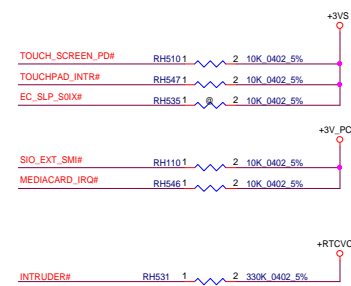 +3VS
TOUCH_SCREEN_PD# RH510 1 2 10K_0402_5%
TOUCHPAD_INTR# RH547 1 2 10K_0402_5%
EC_SLP_S0IX# RH535 1 @ 2 10K_0402_5%
+3V_PC
SIO_EXT_SMI# RH110 1 2 10K_0402_5%
MEDIACARD_IRQ# RH546 1 2 10K_0402_5%
+RTCVC
INTRUDER# RH531 1 2 330K_0402_5%